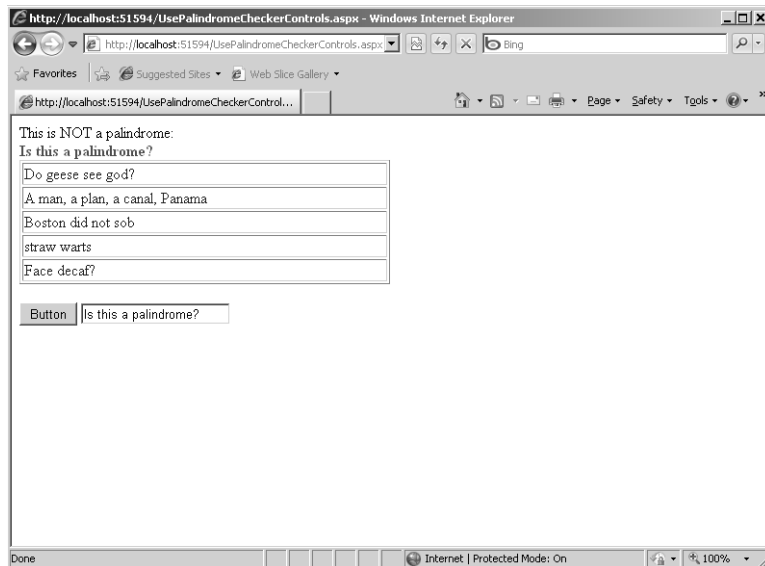 http://localhost:51594/UsePalindromeCheckerControls.aspx - Windows Internet Explorer
http://localhost:51594/UsePalindromeCheckerControls.aspx
Bing
Favorites Suggested Sites Web Slice Gallery
http://localhost:51594/UsePalindromeCheckerControl... Page Safety Tools »
This is NOT a palindrome:
Is this a palindrome?
Do geese see god?
A man, a plan, a canal, Panama
Boston did not sob
straw warts
Face decaf?
Button Is this a palindrome?
Done Internet | Protected Mode: On 100%